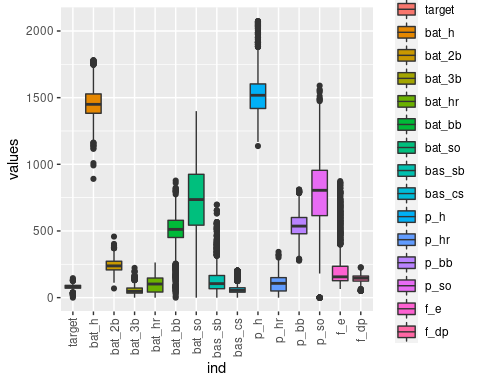 values
2000
1500
1000
500
0
target
bat_h
bat_2b
bat_3b
bat_hr
bat_bb
bat_so
bas_sb
bas_cs
p_h
p_hr
p_bb
p_so
f_e
f_dp
ind
target
bat_h
bat_2b
bat_3b
bat_hr
bat_bb
bat_so
bas_sb
bas_cs
p_h
p_hr
p_bb
p_so
f_e
f_dp